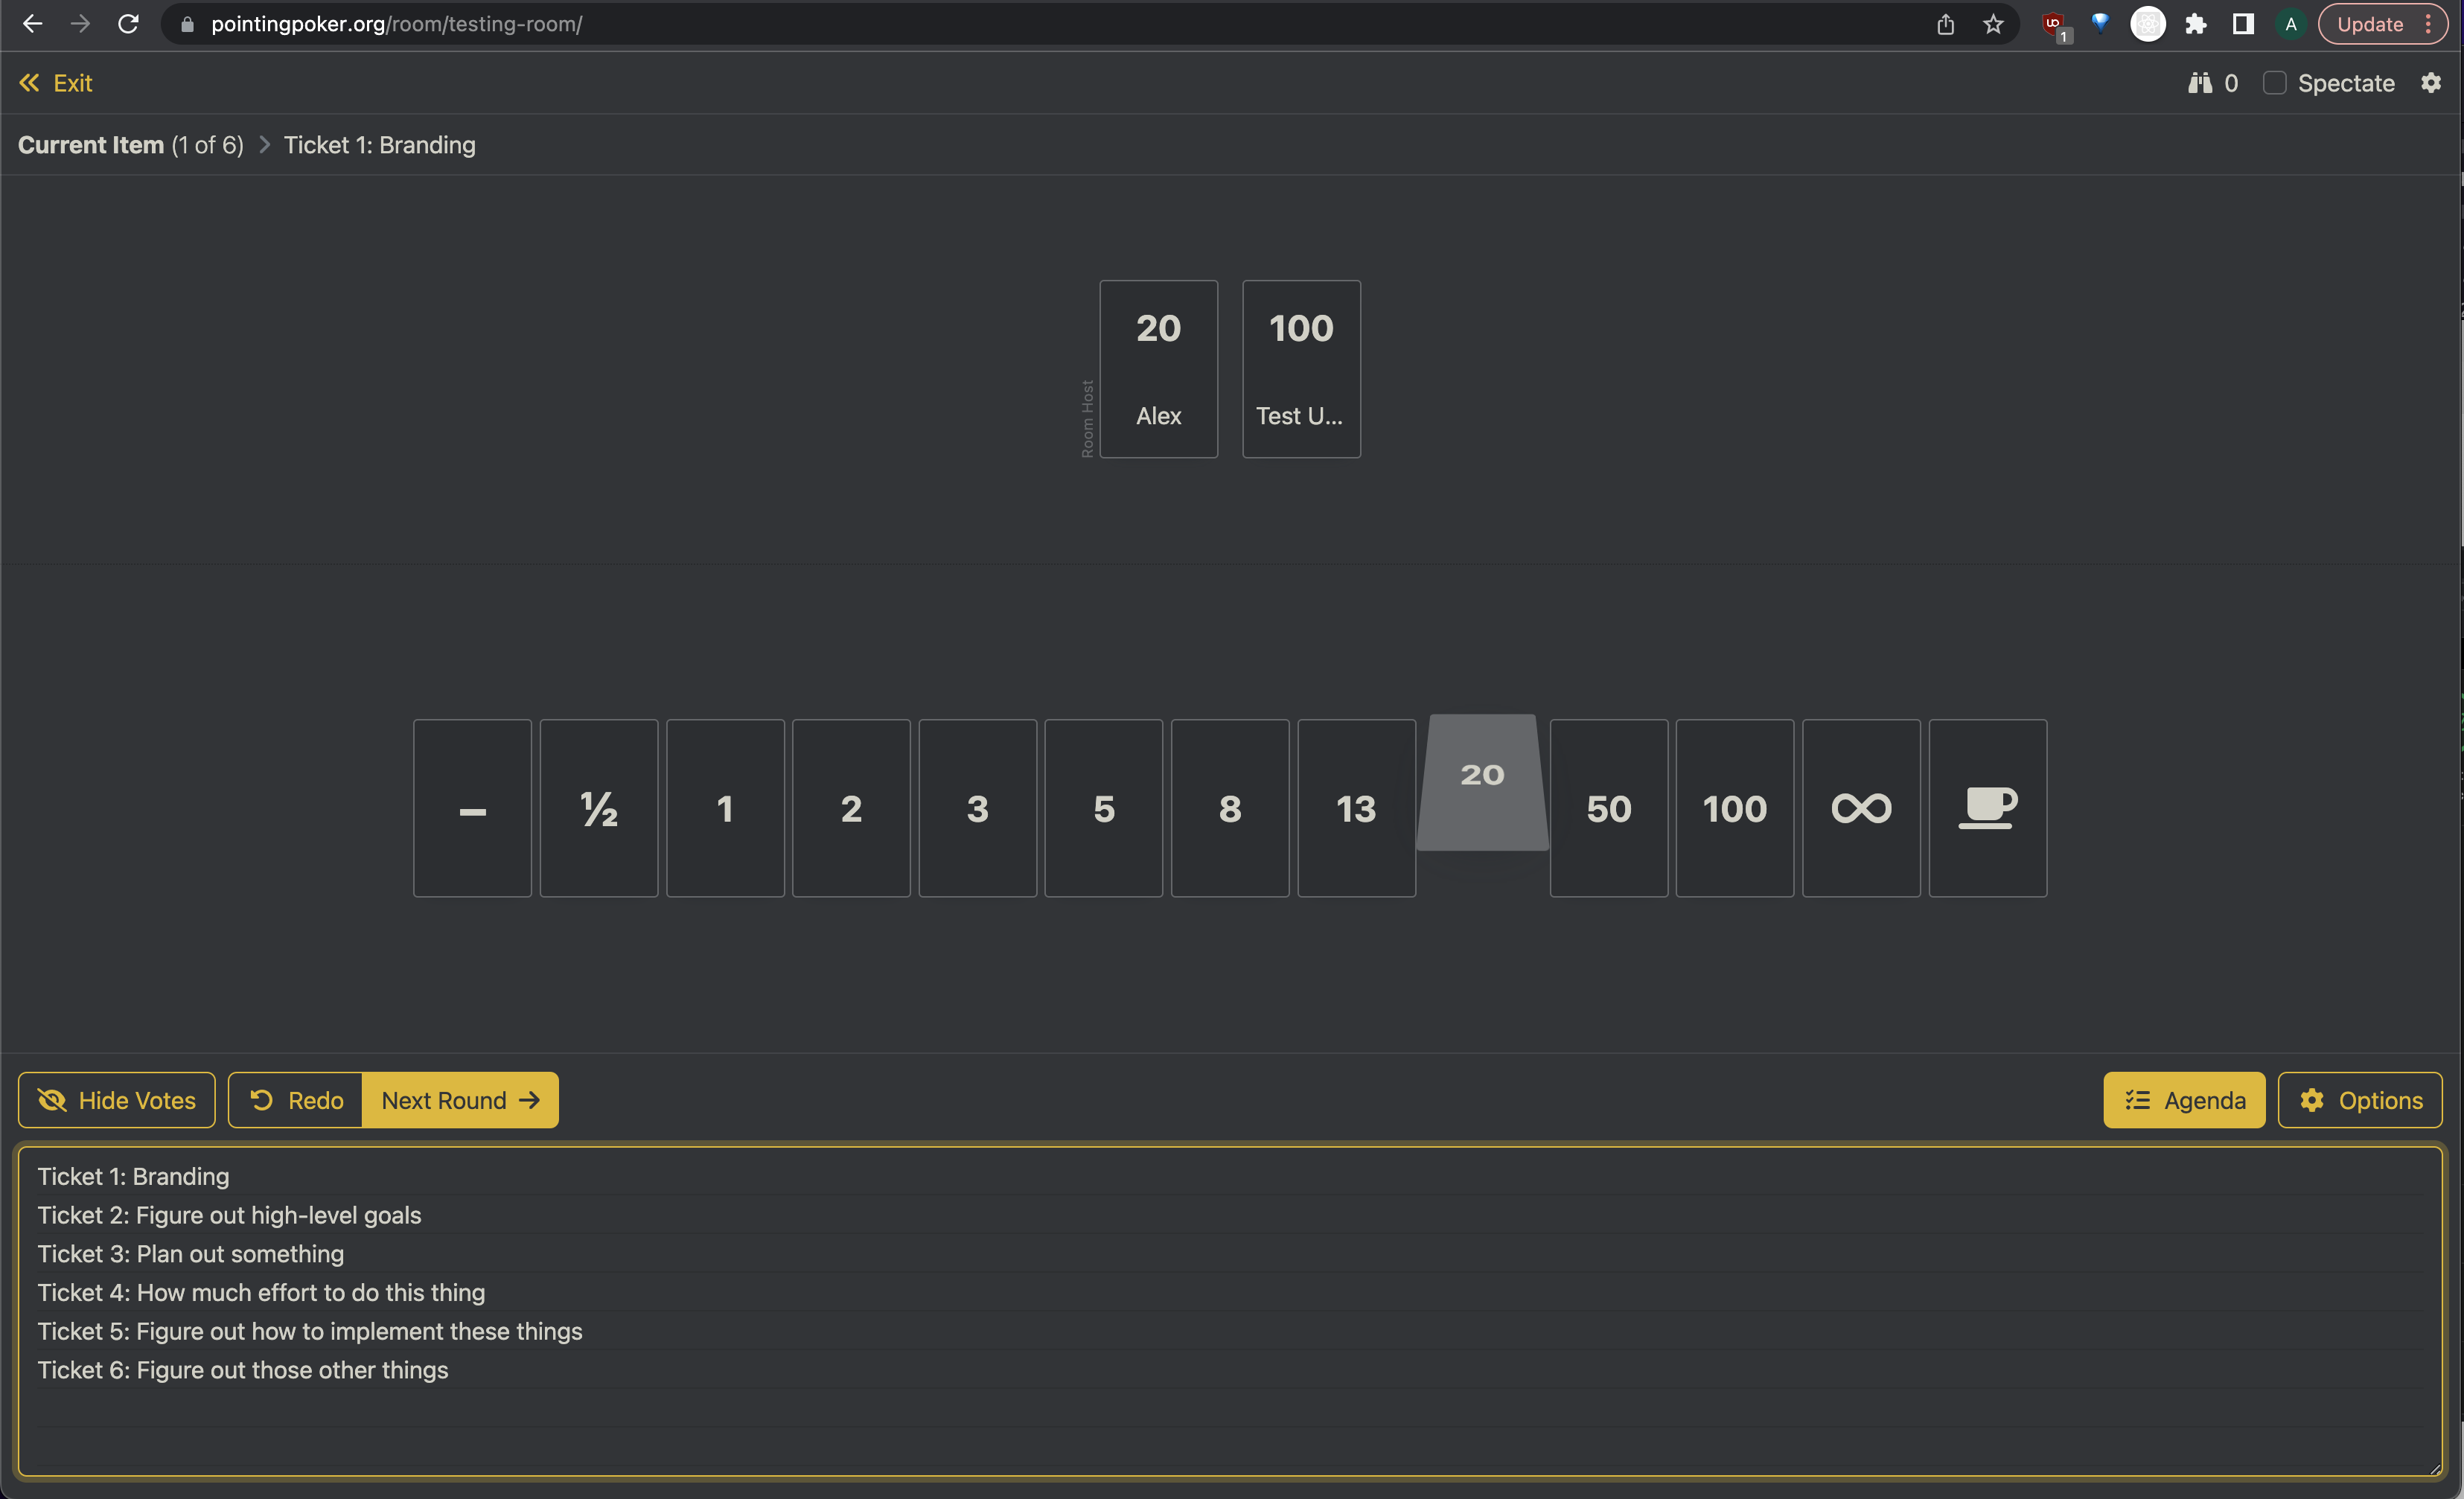 pointingpoker.org/room/testing-room/
1
A
Update
Exit
0
Spectate
Current Item (1 of 6) > Ticket 1: Branding
Room Host
20
Alex
100
Test U...
–
½
1
2
3
5
8
13
20
50
100
∞
Hide Votes
Redo
Next Round →
Agenda
Options
Ticket 1: Branding
Ticket 2: Figure out high-level goals
Ticket 3: Plan out something
Ticket 4: How much effort to do this thing
Ticket 5: Figure out how to implement these things
Ticket 6: Figure out those other things